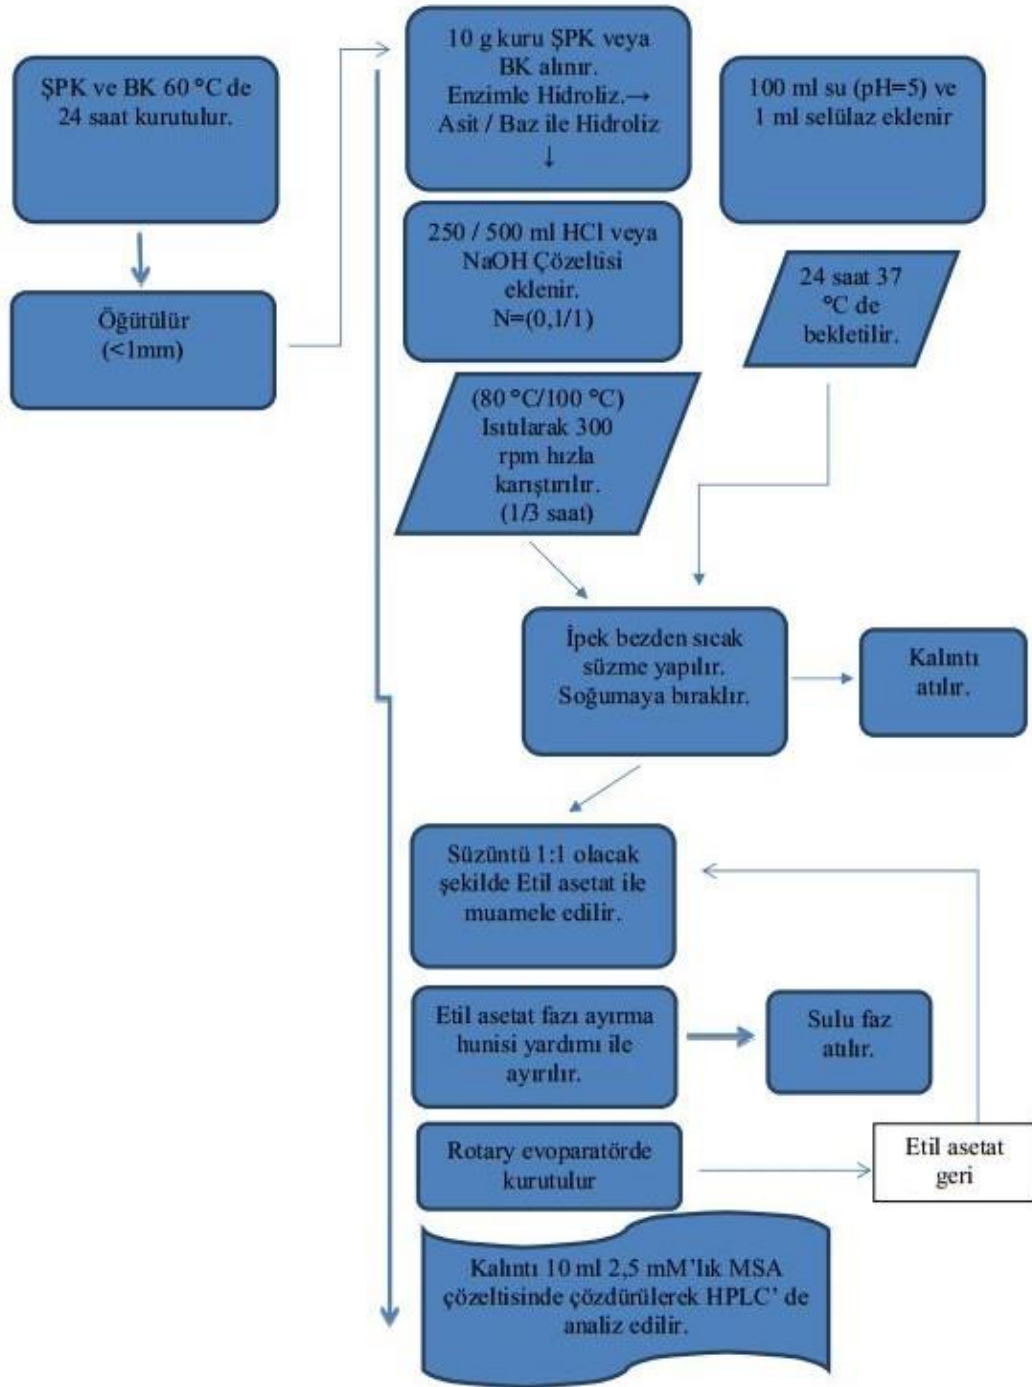 ŞPK ve BK 60 °C de
24 saat kurutulur.
Öğütülür
(<1mm)
10 g kuru ŞPK veya
BK alınır.
Enzimle Hidroliz.→
Asit / Baz ile Hidroliz
↓
100 ml su (pH=5) ve
1 ml selülaz eklenir
250 / 500 ml HCl veya
NaOH Çözeltisi
eklenir.
N=(0,1/1)
24 saat 37
°C de
bekletilir.
(80 °C/100 °C)
Isıtılarak 300
rpm hızla
karıştırılır.
(1/3 saat)
İpek bezden sıcak
süzme yapılır.
Soğumaya bıraklır.
Kalıntı
atılır.
Süzüntü 1:1 olacak
şekilde Etil asetat ile
muamele edilir.
Etil asetat fazı ayırma
hunisi yardımı ile
ayırılır.
Sulu faz
atılır.
Rotary evoparatörde
kurutulur
Etil asetat
geri
Kalıntı 10 ml 2,5 mM’lık MSA
çözeltisinde çözdürülerek HPLC’ de
analiz edilir.